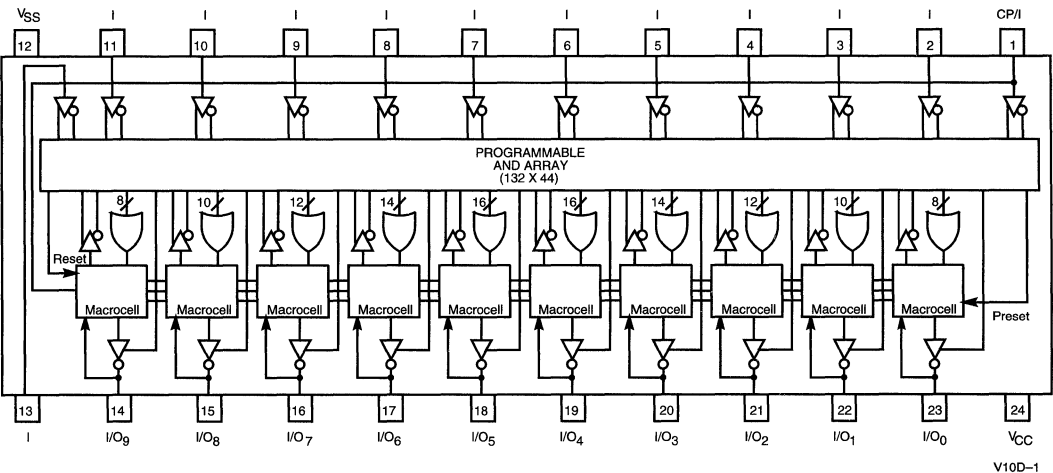 VSS I I I I I I I I I I CP/I
12 11 10 9 8 7 6 5 4 3 2 1
PROGRAMMABLE
AND ARRAY
(132 X 44)
8 10 12 14 16 16 14 12 10 8
Reset
Macrocell Macrocell Macrocell Macrocell Macrocell Macrocell Macrocell Macrocell Macrocell Macrocell
Preset
13 14 15 16 17 18 19 20 21 22 23 24
I I/O9 I/O8 I/O7 I/O6 I/O5 I/O4 I/O3 I/O2 I/O1 I/O0 VCC
V10D–1